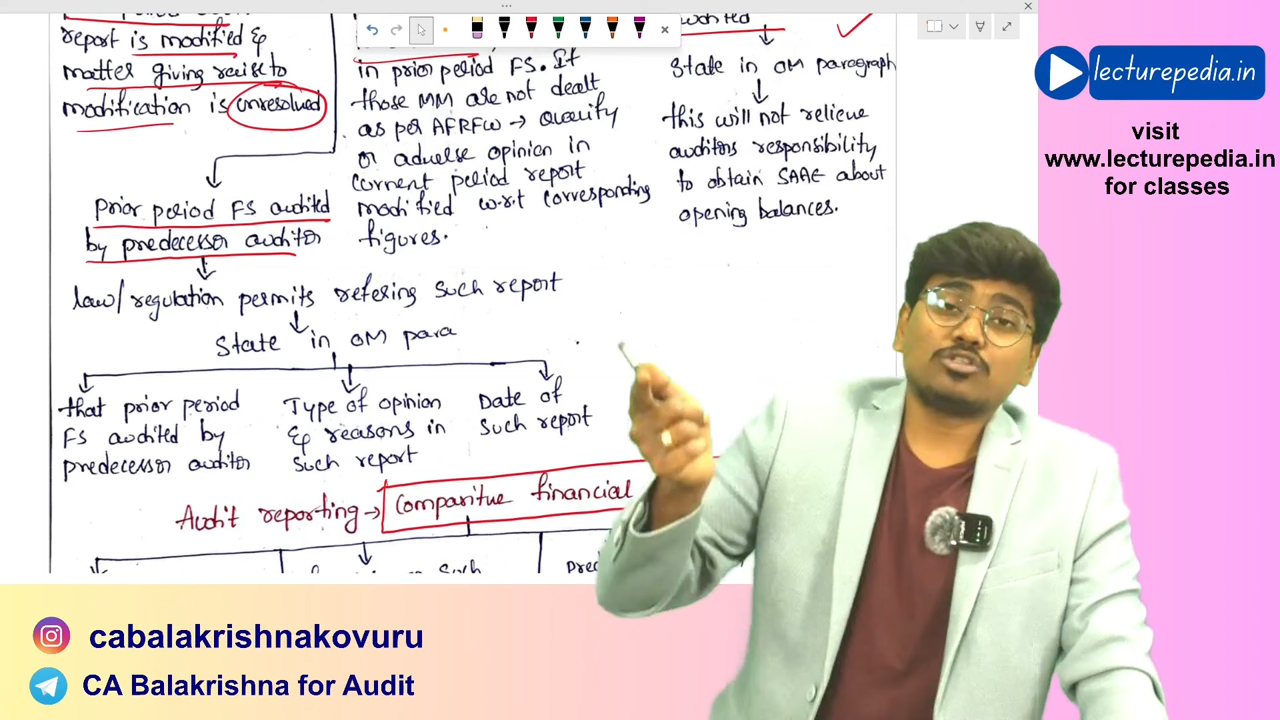 report is modified &
matter giving raise to
modification is unresolved
Prior period FS audited
by predecessor auditor
in prior period FS. If
those MM are not dealt
as per AFRFW → qualify
or adverse opinion in
current period report
modified w.r.t corresponding
figures.
State in OM paragraph
this will not relieve
auditors responsibility
to obtain SAAE about
opening balances.
law/regulation permits refering such report
State in OM para
that prior period
FS audited by
predecessor auditor
Type of opinion
& reasons in
such report
Date of
such report
Audit reporting → Comparitue financial
lecturepedia.in
visit
www.lecturepedia.in
for classes
cabalakrishnakovuru
CA Balakrishna for Audit